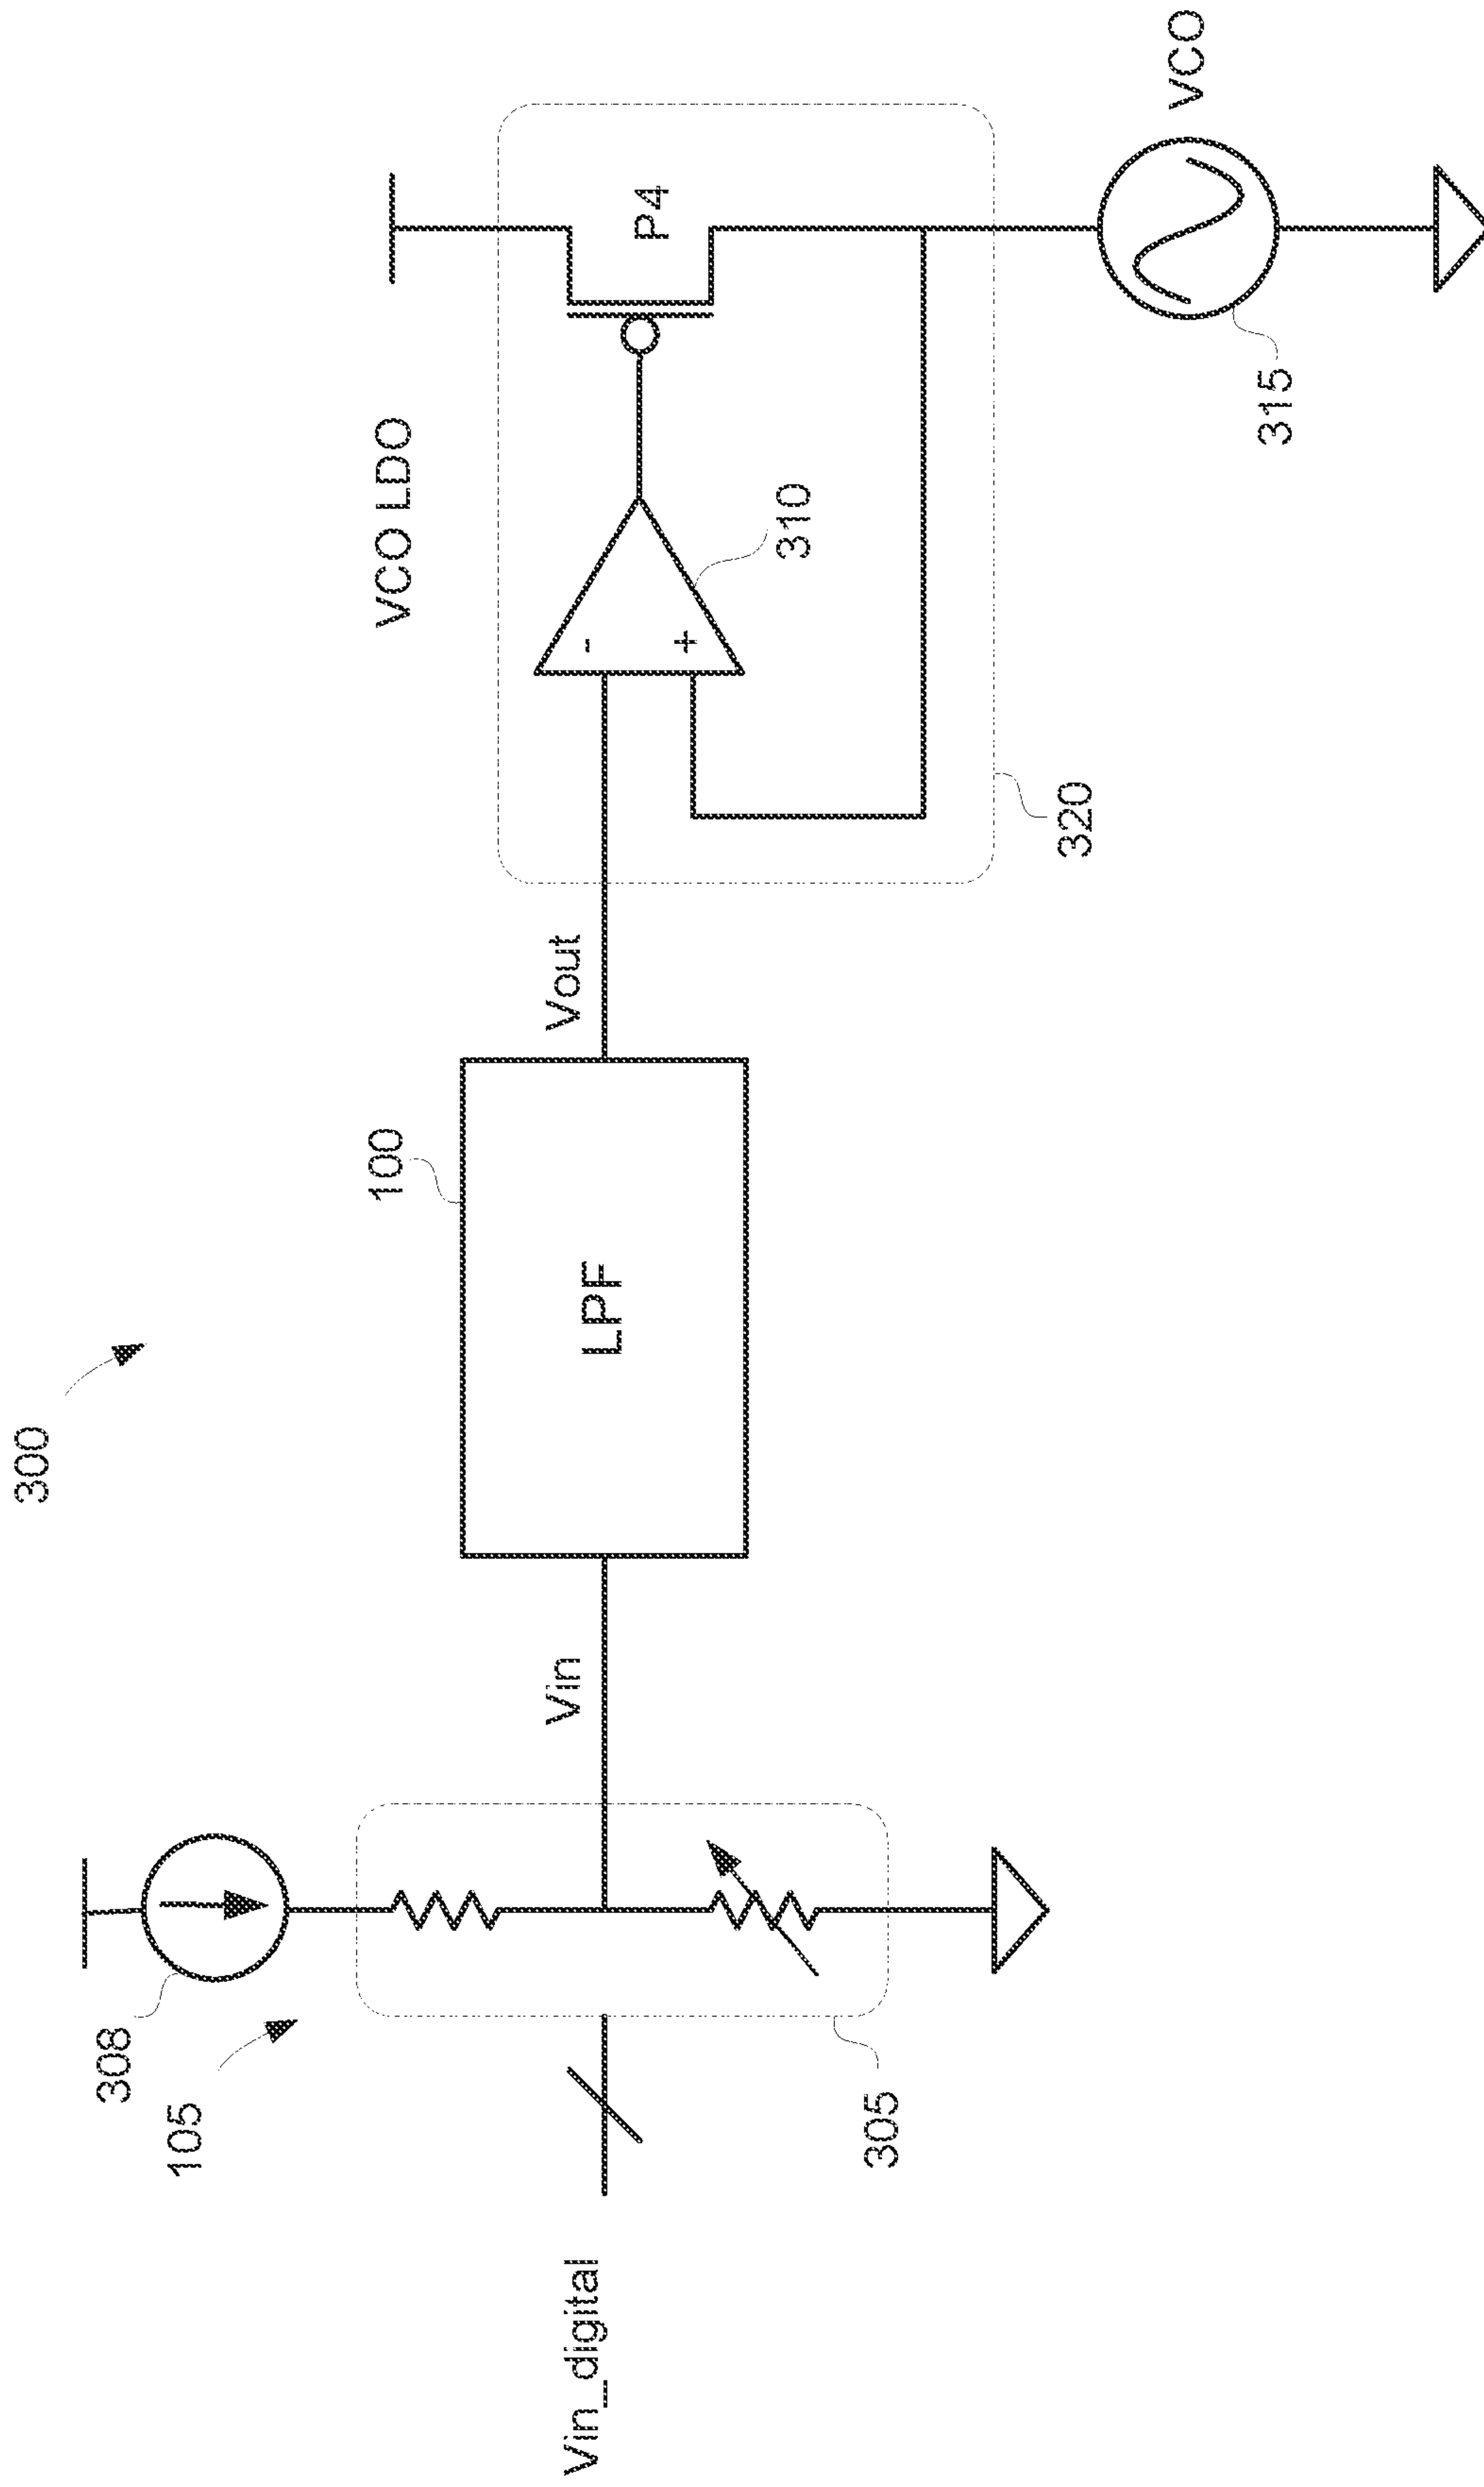 300
308
105
Vin_digital
305
Vin
100
LPF
Vout
VCO LDO
-
+
310
P4
320
315
VCO